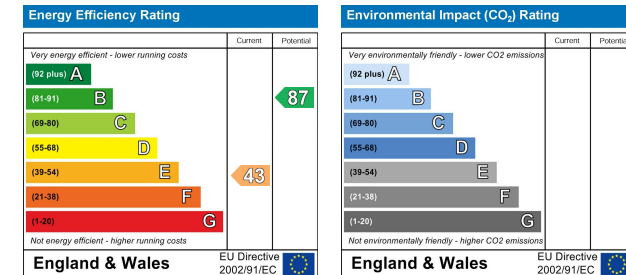 Energy Efficiency Rating
Current Potential
Very energy efficient - lower running costs
(92 plus) A
(81-91) B
87
(69-80) C
(55-68) D
(39-54) E
43
(21-38) F
(1-20) G
Not energy efficient - higher running costs
England & Wales
EU Directive
2002/91/EC
Environmental Impact (CO2) Rating
Current Potential
Very environmentally friendly - lower CO2 emissions
(92 plus) A
(81-91) B
(69-80) C
(55-68) D
(39-54) E
(21-38) F
(1-20) G
Not environmentally friendly - higher CO2 emissions
England & Wales
EU Directive
2002/91/EC